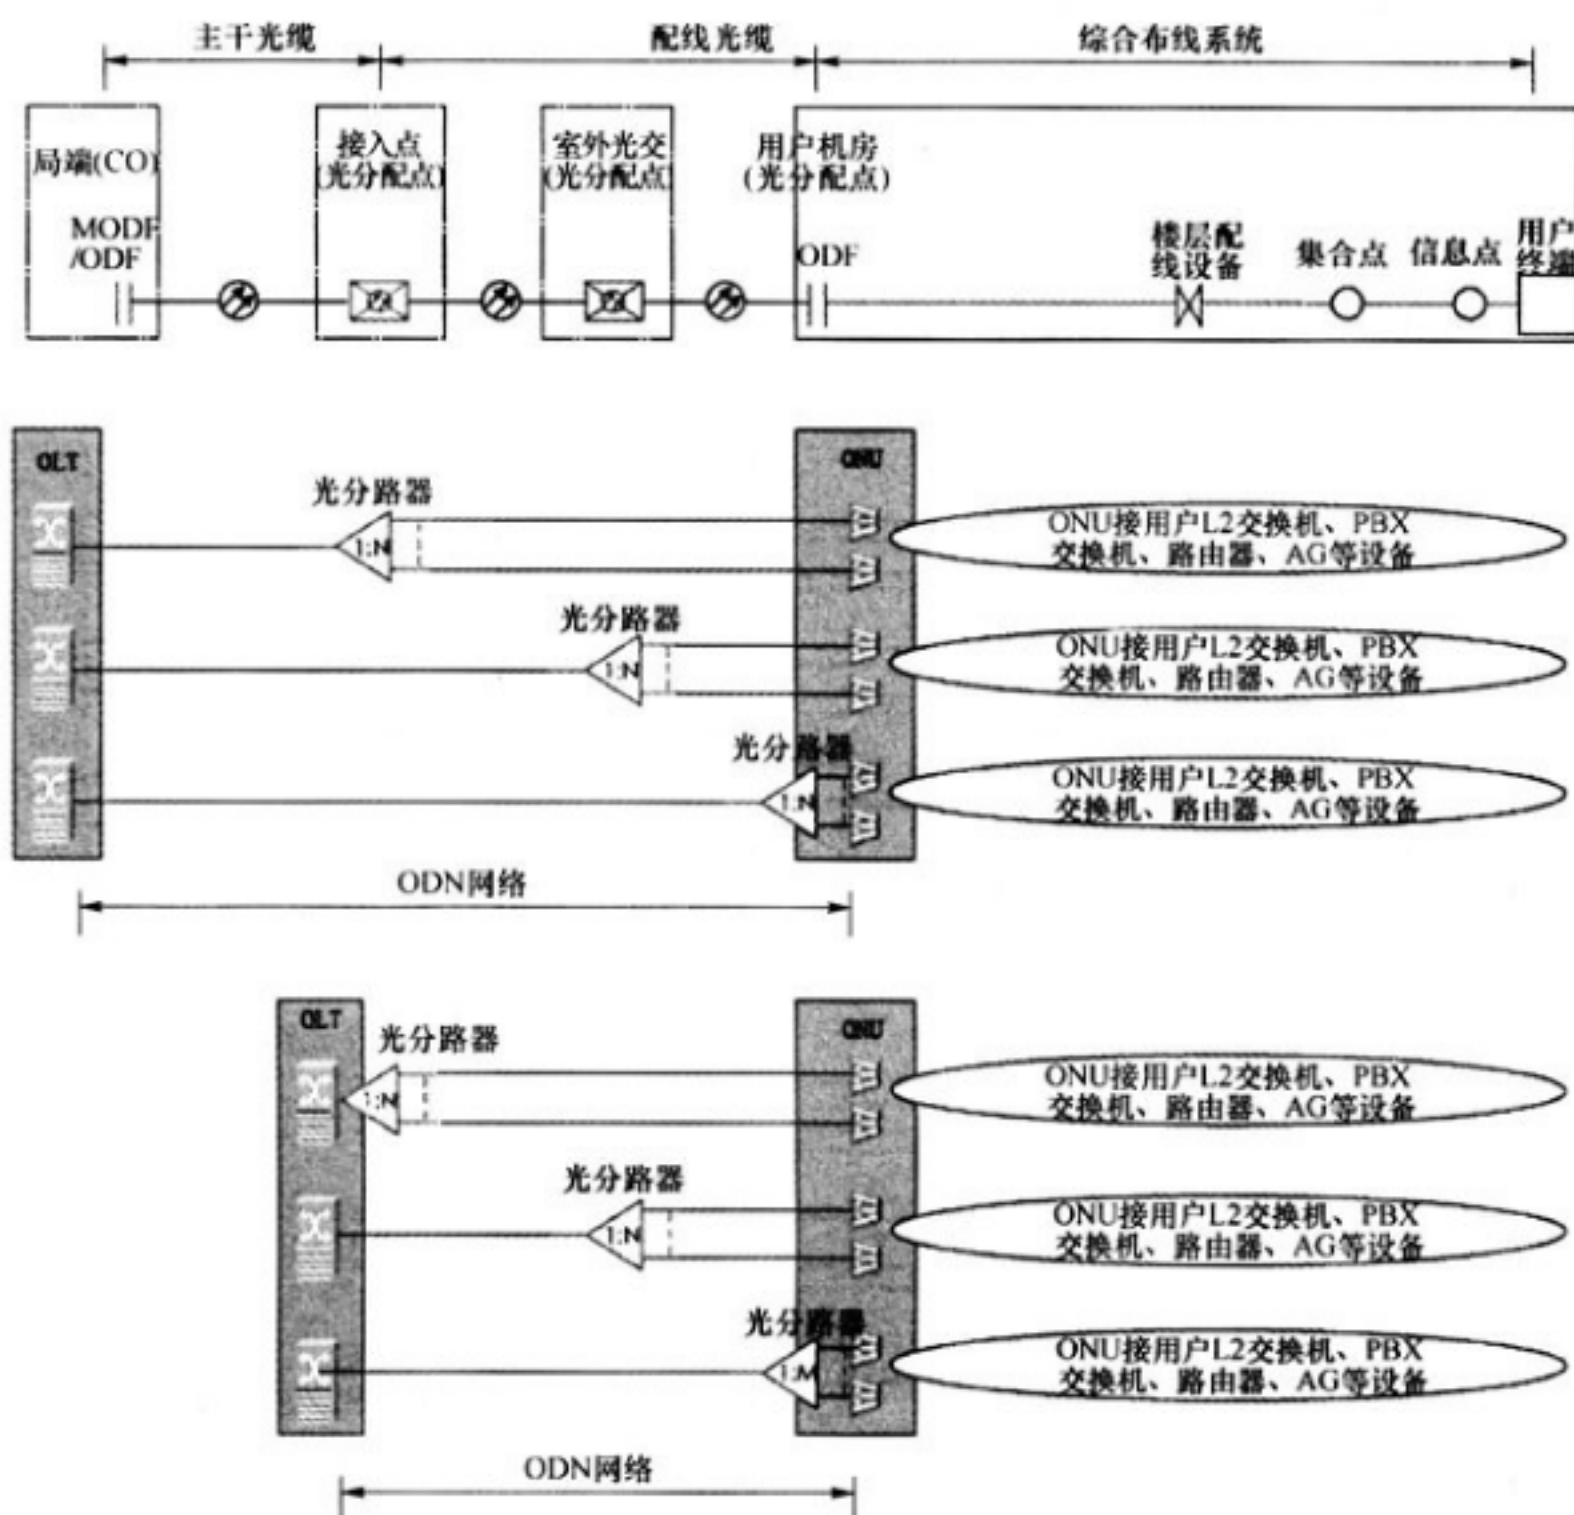 主干光缆
配线光缆
综合布线系统
局端(CO)
MODF
/ODF
接入点
(光分配点)
室外光交
(光分配点)
用户机房
(光分配点)
ODF
楼层配
线设备
集合点
信息点
用户
终端
OLT
ONU
光分路器
1:N
ONU接用户L2交换机、PBX
交换机、路由器、AG等设备
光分路器
1:N
ONU接用户L2交换机、PBX
交换机、路由器、AG等设备
光分路器
1:N
ONU接用户L2交换机、PBX
交换机、路由器、AG等设备
ODN网络
OLT
ONU
光分路器
1:N
ONU接用户L2交换机、PBX
交换机、路由器、AG等设备
光分路器
1:N
ONU接用户L2交换机、PBX
交换机、路由器、AG等设备
光分路器
1:N
ONU接用户L2交换机、PBX
交换机、路由器、AG等设备
ODN网络